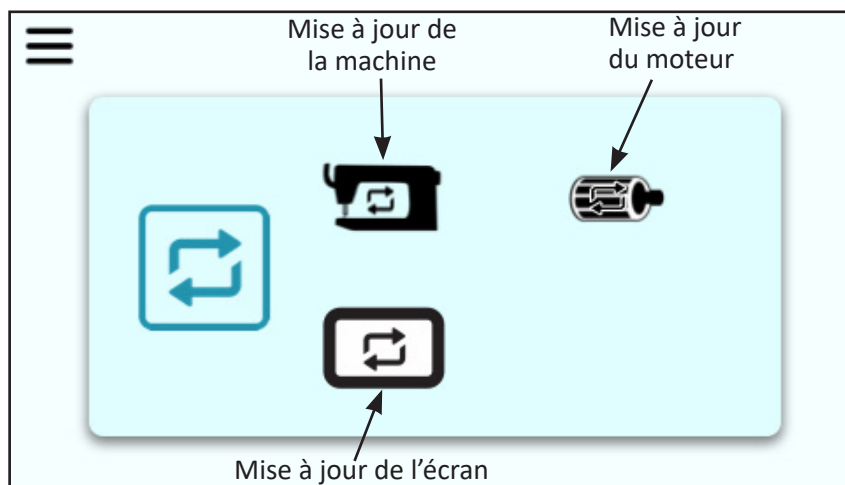 Mise à jour de
la machine
Mise à jour
du moteur
Mise à jour de l’écran